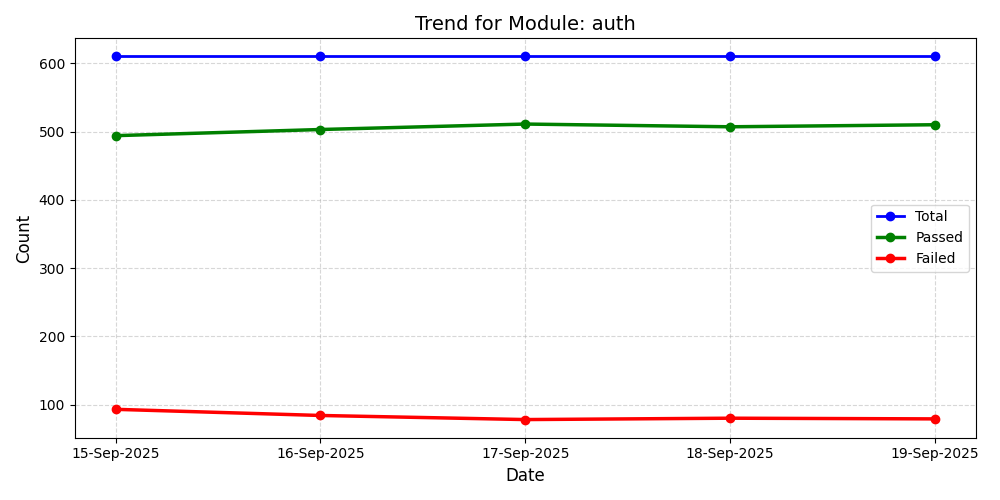 Trend for Module: auth
600
500
400
300
200
100
Count
Total
Passed
Failed
15-Sep-2025
16-Sep-2025
17-Sep-2025
18-Sep-2025
19-Sep-2025
Date